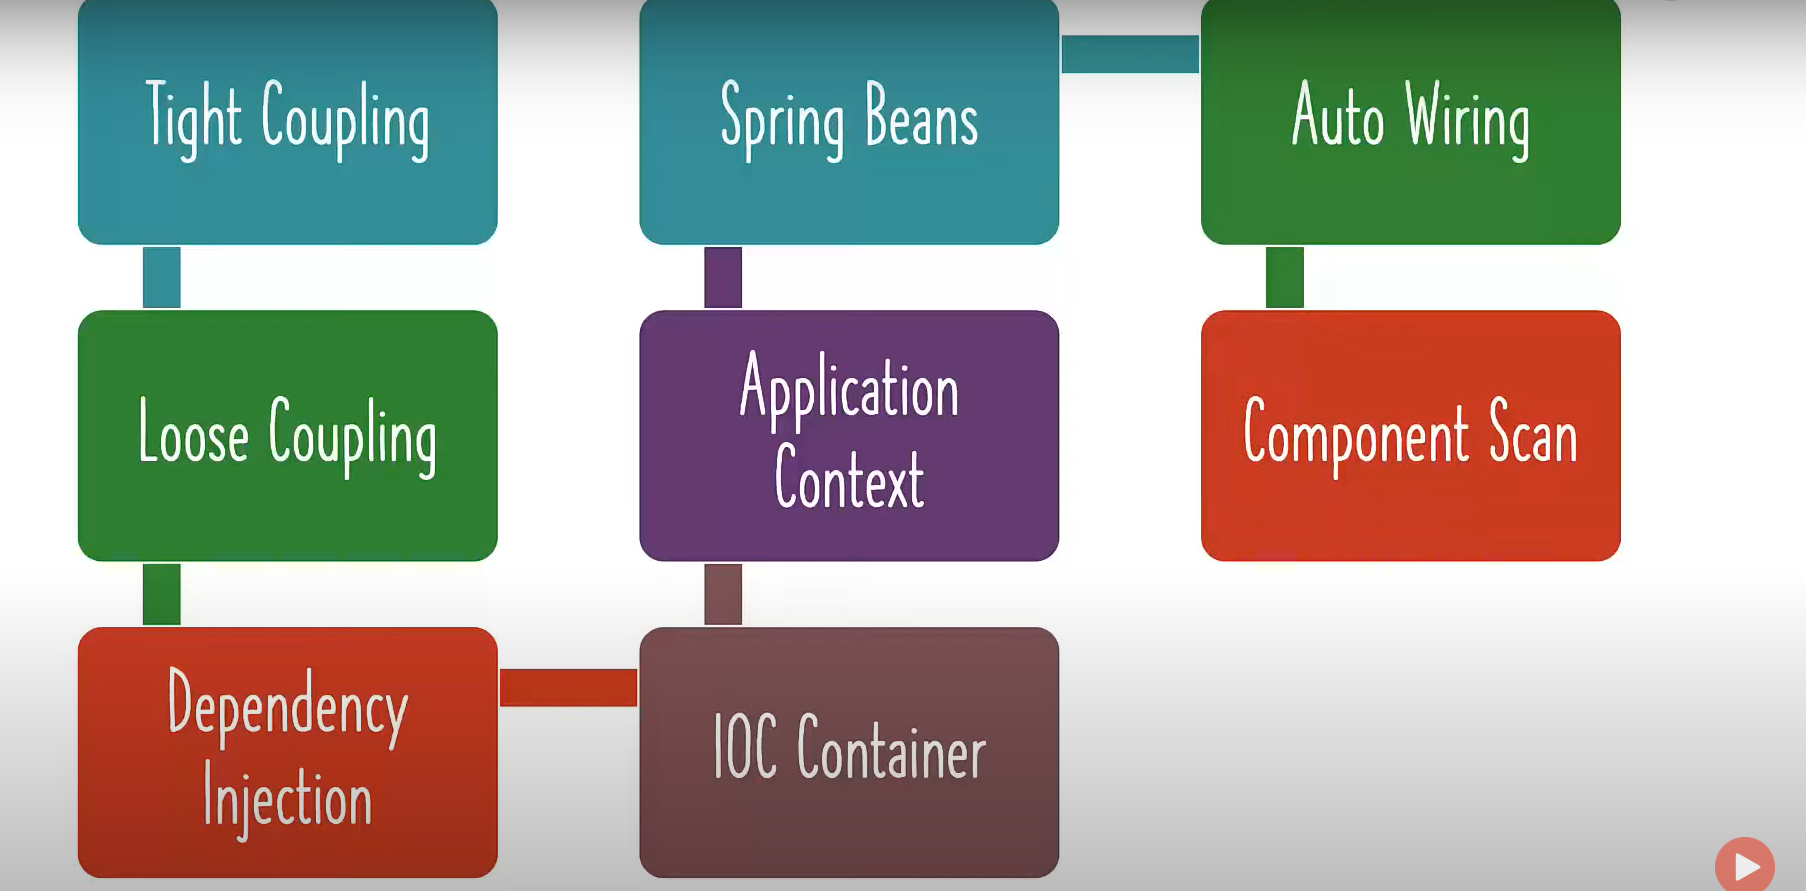 Tight Coupling
Spring Beans
Auto Wiring
Loose Coupling
Application
Context
Component Scan
Dependency
Injection
IOC Container